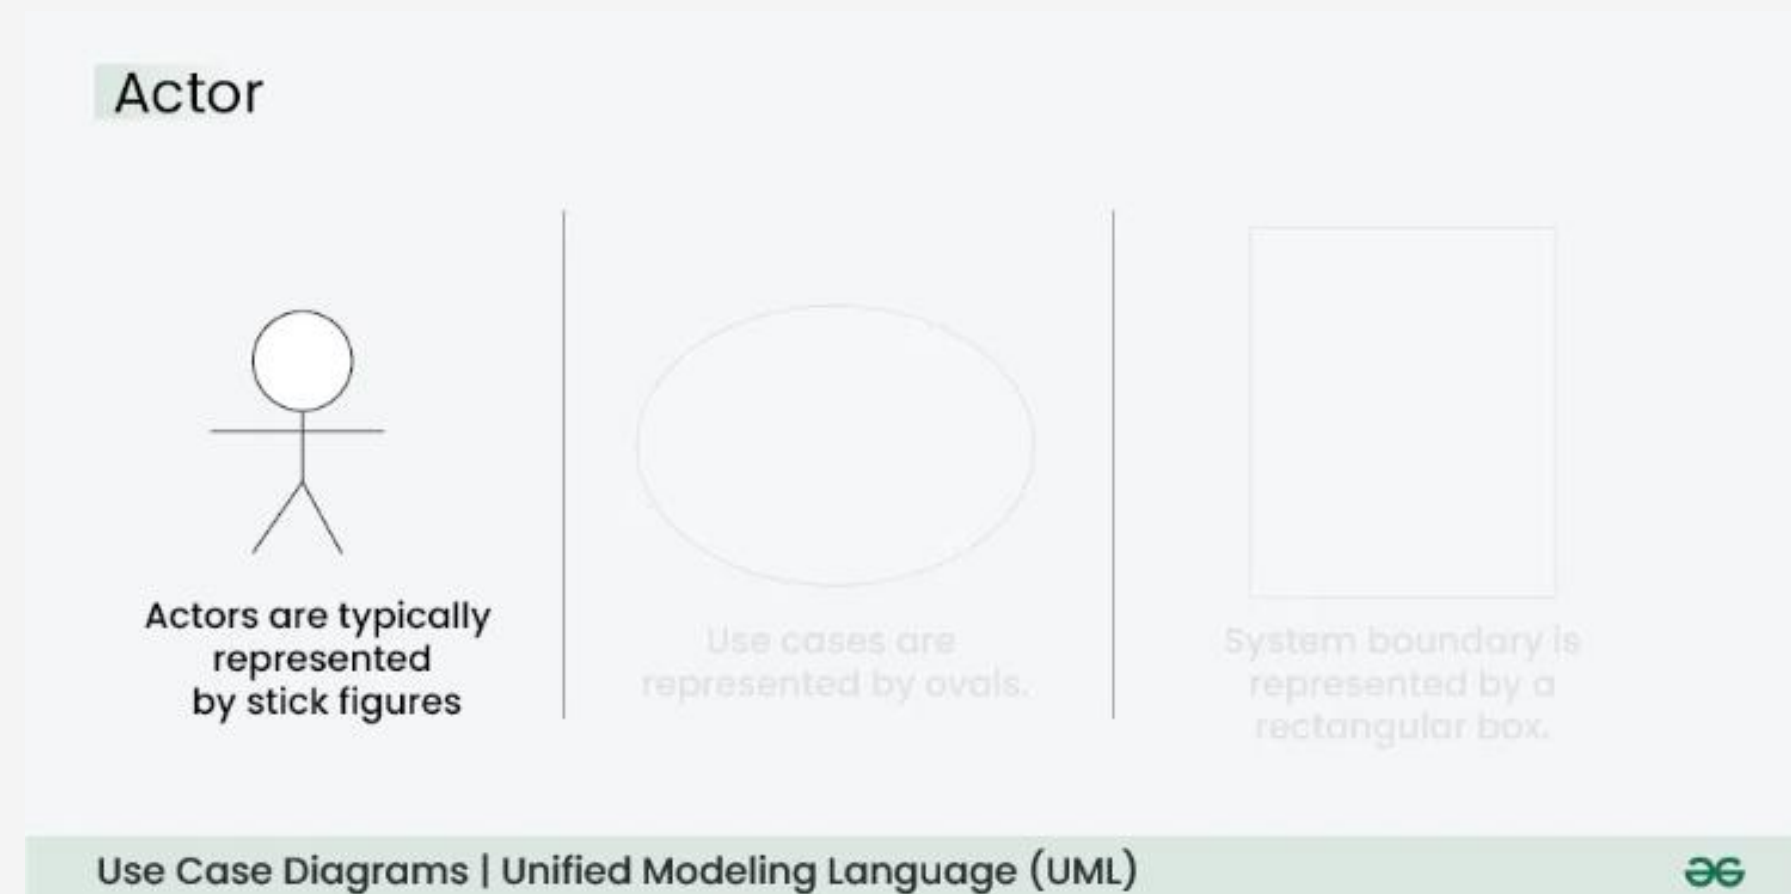 Actor
Actors are typically
represented
by stick figures
Use cases are
represented by ovals.
System boundary is
represented by a
rectangular box.
Use Case Diagrams | Unified Modeling Language (UML)